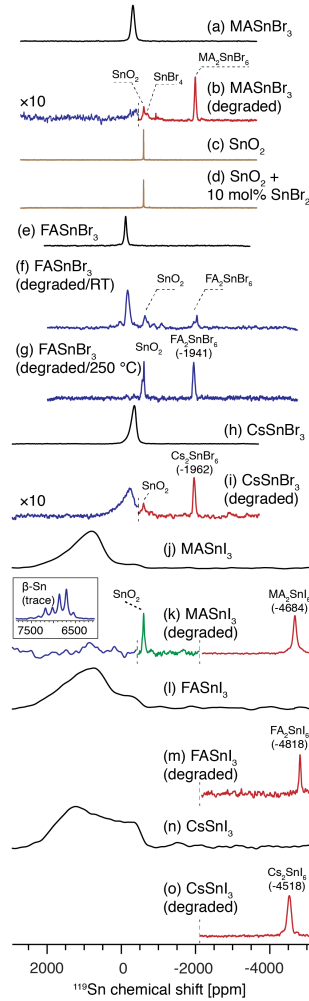 (a) MASnBr₃
MA₂SnBr₆
SnO₂
SnBr₄
(b) MASnBr₃
(degraded)
×10
(c) SnO₂
(d) SnO₂ +
10 mol% SnBr₂
(e) FASnBr₃
(f) FASnBr₃
(degraded/RT)
SnO₂
FA₂SnBr₆
(g) FASnBr₃
(degraded/250 °C)
SnO₂
FA₂SnBr₆
(-1941)
(h) CsSnBr₃
Cs₂SnBr₆
(-1962)
(i) CsSnBr₃
(degraded)
×10
SnO₂
(j) MASnI₃
β-Sn
(trace)
7500 6500
SnO₂
(k) MASnI₃
(degraded)
MA₂SnI₆
(-4684)
(l) FASnI₃
(m) FASnI₃
(degraded)
FA₂SnI₆
(-4818)
(n) CsSnI₃
(o) CsSnI₃
(degraded)
Cs₂SnI₆
(-4518)
2000 0 -2000 -4000
¹¹⁹Sn chemical shift [ppm]